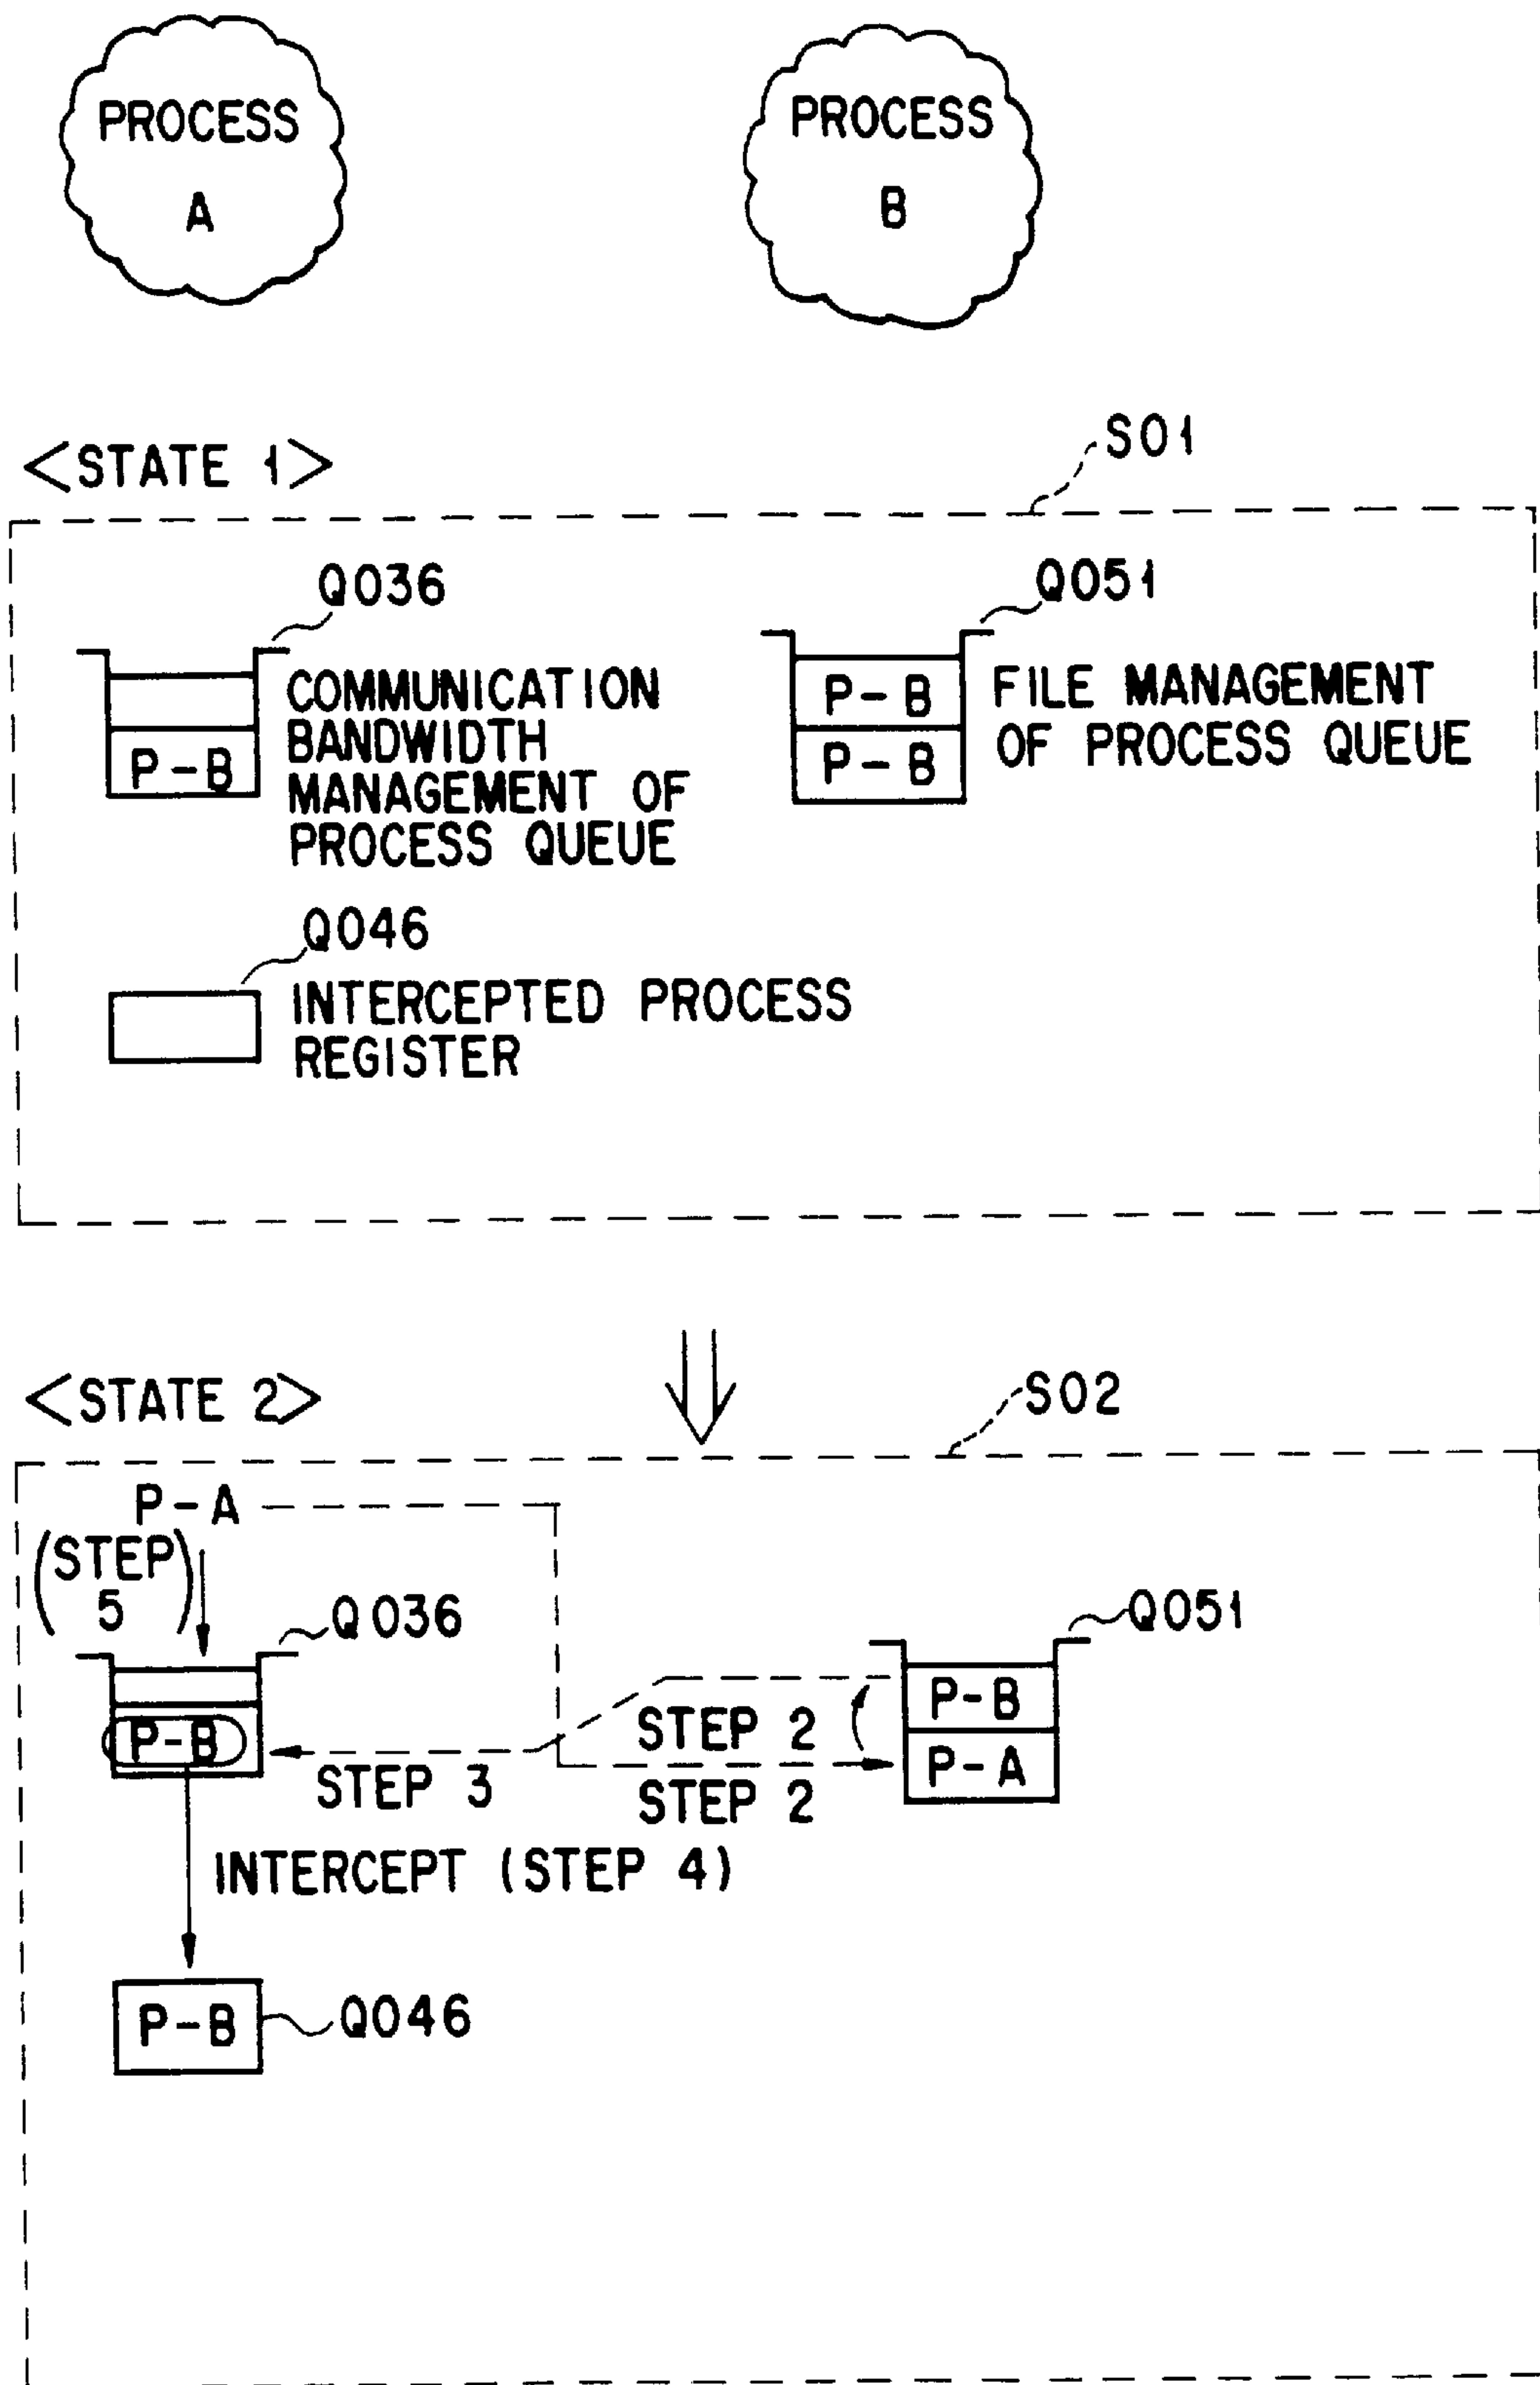 PROCESS
A
PROCESS
B
<STATE 1>
S01
Q036
COMMUNICATION
BANDWIDTH
MANAGEMENT OF
PROCESS QUEUE
P-B
Q051
P-B
P-B
FILE MANAGEMENT
OF PROCESS QUEUE
Q046
INTERCEPTED PROCESS
REGISTER
<STATE 2>
S02
P-A
(STEP
5)
Q036
P-B
Q051
P-B
P-A
STEP 2
STEP 3
STEP 2
INTERCEPT (STEP 4)
P-B
Q046